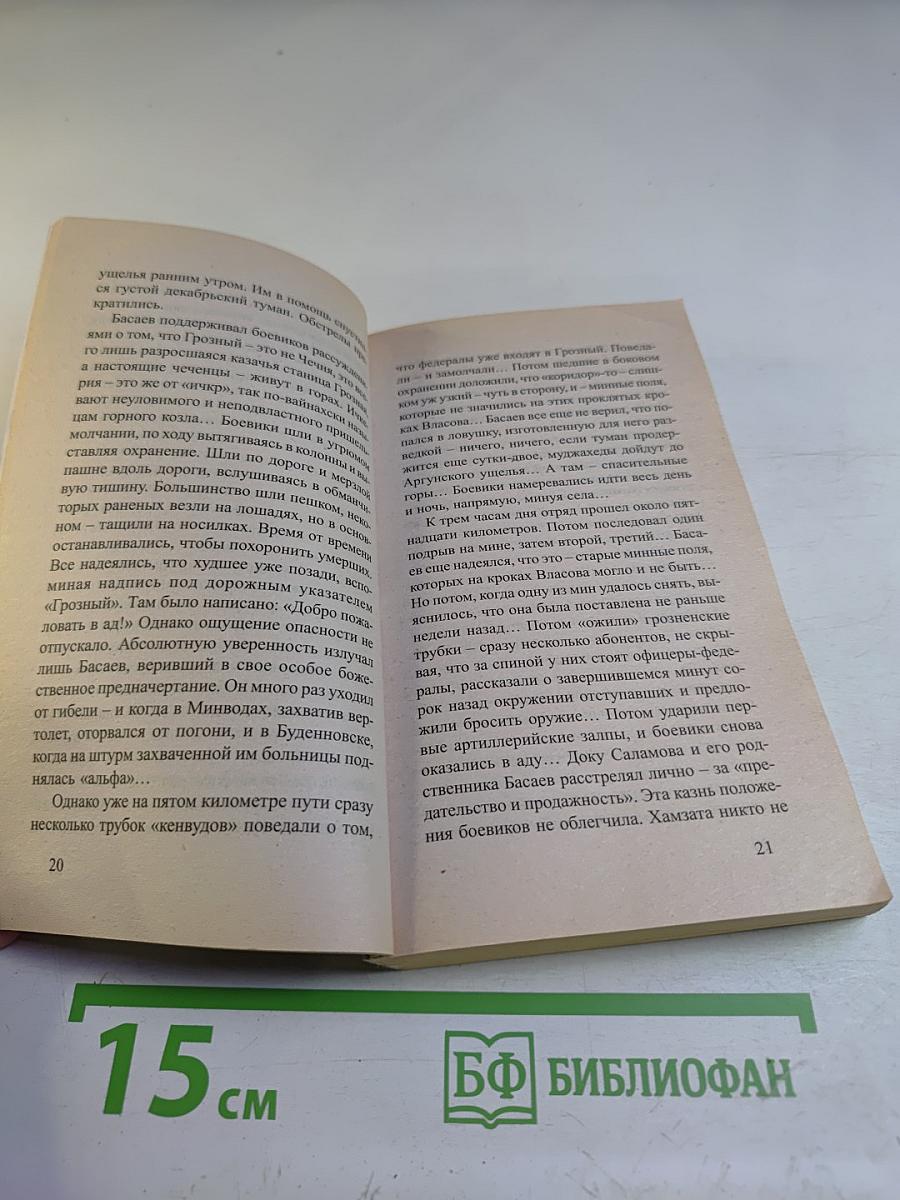 ущелья ранним утром. Им в помощь
ся густой декабрьский туман. Обстрелы
кратились.
Басаев поддерживал боевиков рассуждени-
ями о том, что Грозный – это не Чечня, это все-
го лишь разросшаяся казачья станица Грозная,
а настоящие чеченцы – живут в горах. Ичке-
рия – это же от «ичкр», так по-вайнахски назы-
вают неуловимого и неподвластного пришель-
цам горного козла… Боевики шли в угрюмом
молчании, по ходу вытягиваясь в колонны и вы-
ставляя охранение. Шли по дороге и мерзлой
пашне вдоль дороги, вслушиваясь в обманчи-
вую тишину. Большинство шли пешком, неко-
торых раненых везли на лошадях, но в основ-
ном – тащили на носилках. Время от времени
останавливались, чтобы похоронить умерших.
Все надеялись, что худшее уже позади, вспо-
миная надпись под дорожным указателем
«Грозный». Там было написано: «Добро пожа-
ловать в ад!» Однако ощущение опасности не
отпускало. Абсолютную уверенность излучал
лишь Басаев, веривший в свое особое боже-
ственное предначертание. Он много раз уходил
от гибели – и когда в Минводах, захватив вер-
толет, оторвался от погони, и в Буденновске,
когда на штурм захваченной им больницы под-
нялась «альфа»…
Однако уже на пятом километре пути сразу
несколько трубок «кенвудов» поведали о том,
20
что федералы уже входят в Грозный. Поведа-
ли – и замолчали… Потом шедшие в боковом
охранении доложили, что «коридор»-то – слиш-
ком уж узкий – чуть в сторону, и – минные поля,
которые не значились на этих проклятых кро-
ках Власова… Басаев все еще не верил, что по-
пался в ловушку, изготовленную для него раз-
ведкой – ничего, ничего, если туман продер-
жится еще сутки-двое, муджахеды дойдут до
Аргунского ущелья… А там – спасительные
горы… Боевики намеревались идти весь день
и ночь, напрямую, минуя села…
К трем часам дня отряд прошел около пят-
надцати километров. Потом последовал один
подрыв на мине, затем второй, третий… Баса-
ев еще надеялся, что это – старые минные поля,
которых на кроках Власова могло и не быть…
Но потом, когда одну из мин удалось снять, вы-
яснилось, что она была поставлена не раньше
недели назад… Потом «ожили» грозненские
трубки – сразу несколько абонентов, не скры-
вая, что за спиной у них стоят офицеры-феде-
ралы, рассказали о завершившемся минут со-
рок назад окружении отступавших и предло-
жили бросить оружие… Потом ударили пер-
вые артиллерийские залпы, и боевики снова
оказались в аду… Доку Саламова и его род-
ственника Басаев расстрелял лично – за «пре-
дательство и продажность». Эта казнь положе-
ния боевиков не облегчила. Хамзата никто не
21
15 см
БФ БИБЛИОФАН